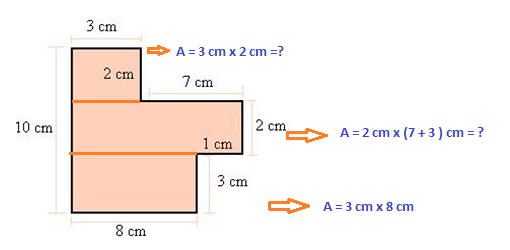 3 cm
A = 3 cm x 2 cm =?
2 cm
7 cm
10 cm
2 cm
A = 2 cm x (7 + 3 ) cm = ?
1 cm
3 cm
A = 3 cm x 8 cm
8 cm